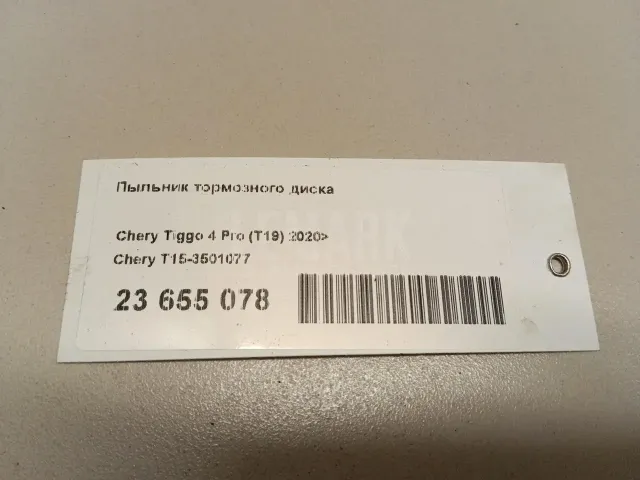 Пыльник тормозного диска
Chery Tiggo 4 Pro (T19) 2020>
Chery T15-3501077
23 655 078